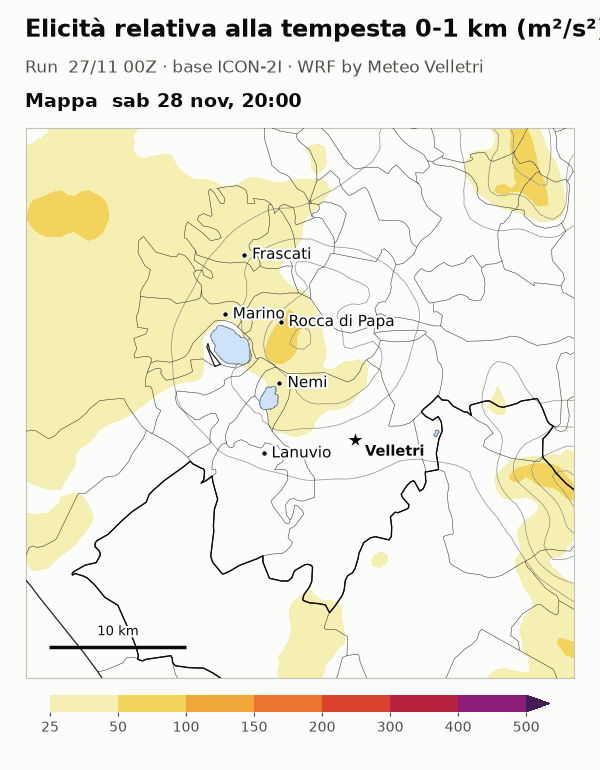 Elicità relativa alla tempesta 0-1 km (m²/s²)
Run  27/11 00Z · base ICON-2I · WRF by Meteo Velletri
Mappa  sab 28 nov, 20:00
Frascati
Marino
Rocca di Papa
Nemi
Lanuvio
Velletri
10 km
25 50 100 150 200 300 400 500